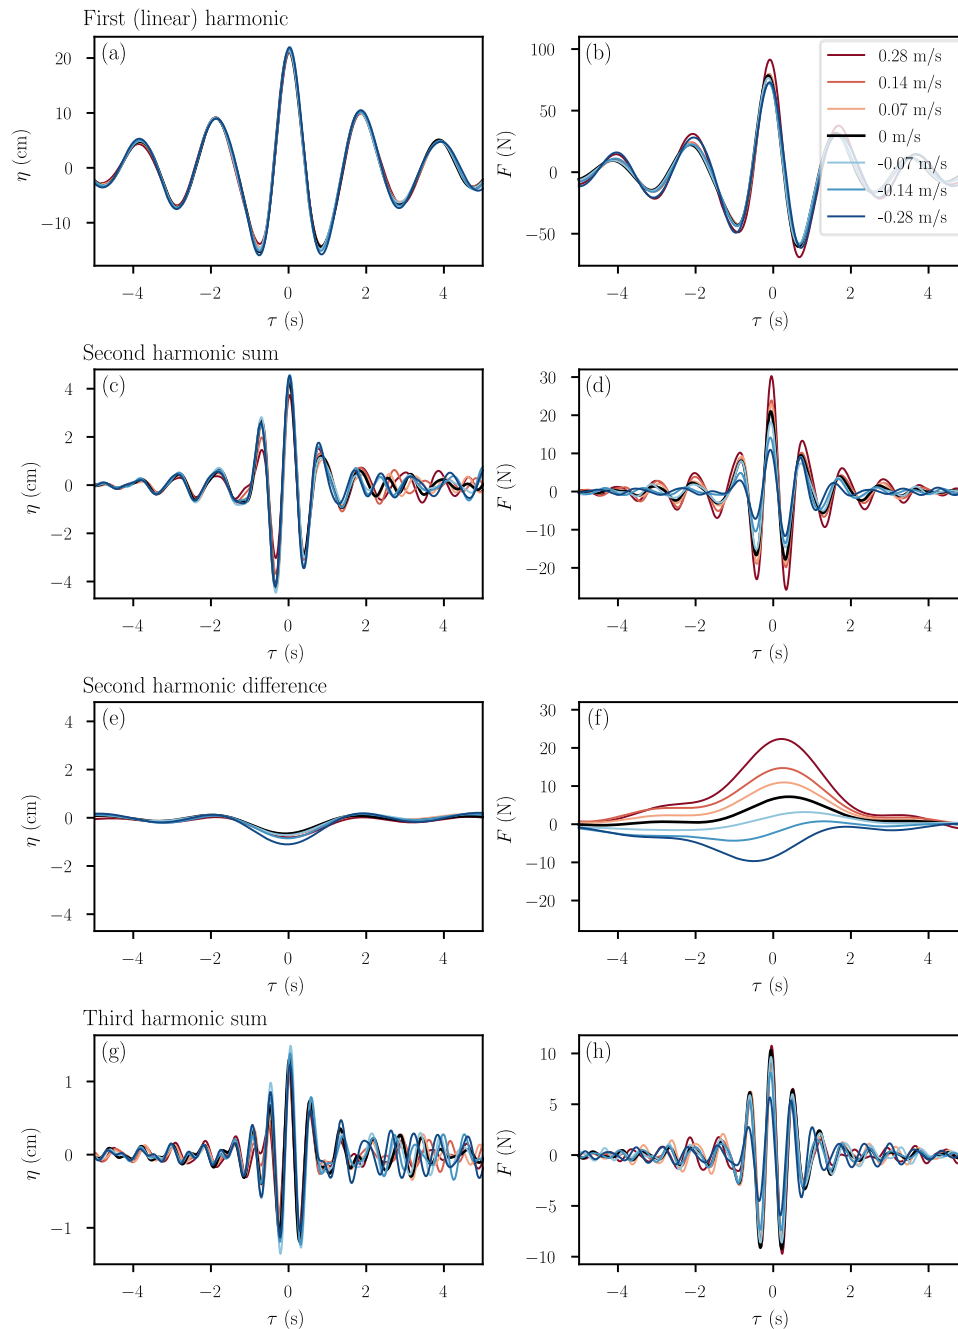 First (linear) harmonic
(a)
(b)
20
10
0
−10
η (cm)
−4 −2 0 2 4
τ (s)
100
50
0
−50
F (N)
−4 −2 0 2 4
τ (s)
0.28 m/s
0.14 m/s
0.07 m/s
0 m/s
-0.07 m/s
-0.14 m/s
-0.28 m/s
Second harmonic sum
(c)
(d)
4
2
0
−2
−4
η (cm)
−4 −2 0 2 4
τ (s)
30
20
10
0
−10
−20
F (N)
−4 −2 0 2 4
τ (s)
Second harmonic difference
(e)
(f)
4
2
0
−2
−4
η (cm)
−4 −2 0 2 4
τ (s)
30
20
10
0
−10
−20
F (N)
−4 −2 0 2 4
τ (s)
Third harmonic sum
(g)
(h)
1
0
−1
η (cm)
−4 −2 0 2 4
τ (s)
10
5
0
−5
−10
F (N)
−4 −2 0 2 4
τ (s)